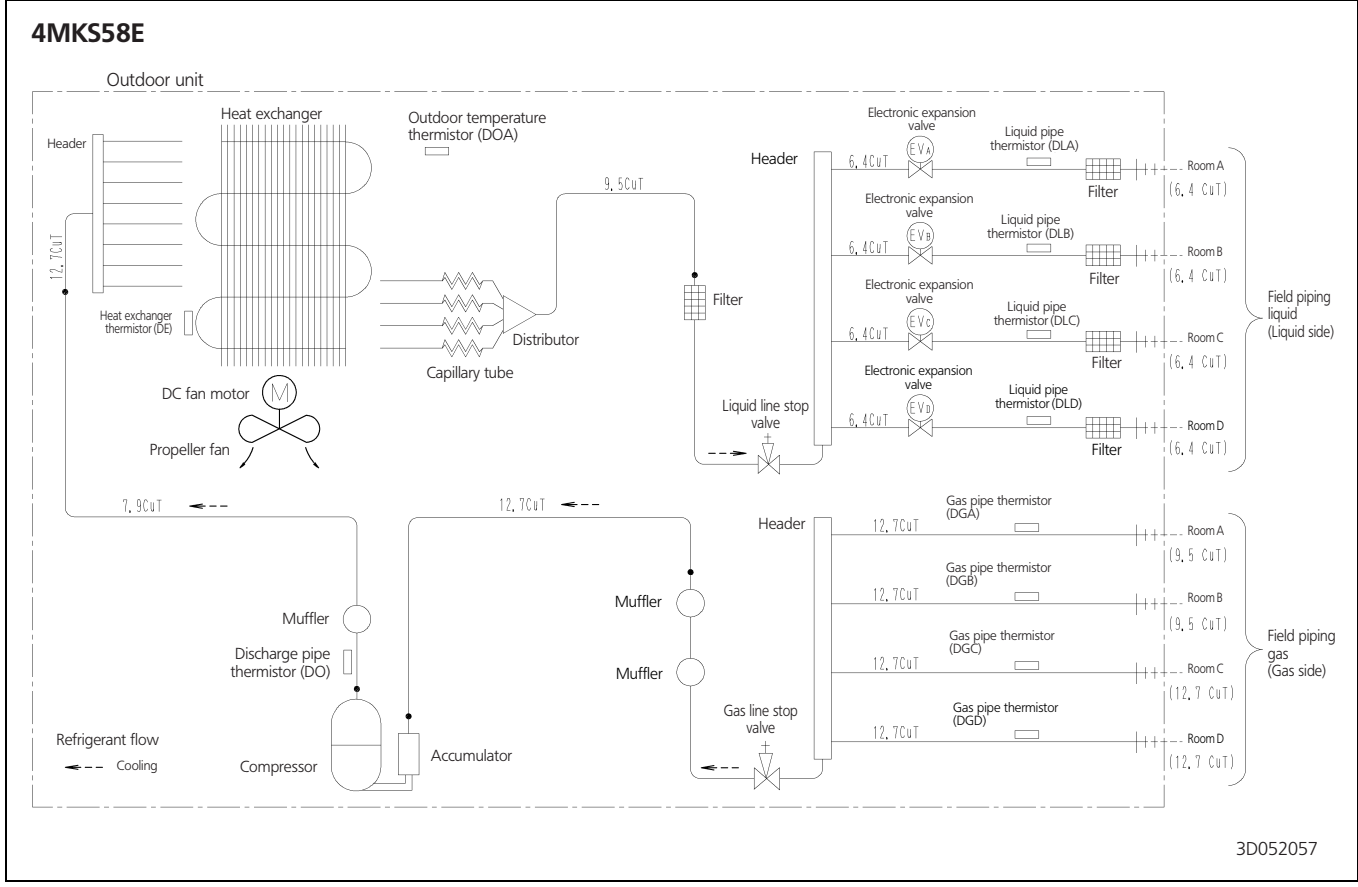 4MKS58E
Outdoor unit
Header
Heat exchanger
Outdoor temperature
thermistor (DOA)
12,7CuT
Heat exchanger
thermistor (DE)
Capillary tube
Distributor
9,5CuT
Filter
DC fan motor
M
Propeller fan
Liquid line stop
valve
Header
Electronic expansion
valve
EVA
6,4CuT
Liquid pipe
thermistor (DLA)
Filter
Room A
(6,4 CuT)
Electronic expansion
valve
EVB
6,4CuT
Liquid pipe
thermistor (DLB)
Filter
Room B
(6,4 CuT)
Electronic expansion
valve
EVC
6,4CuT
Liquid pipe
thermistor (DLC)
Filter
Room C
(6,4 CuT)
Electronic expansion
valve
EVD
6,4CuT
Liquid pipe
thermistor (DLD)
Filter
Room D
(6,4 CuT)
Field piping
liquid
(Liquid side)
7,9CuT
12,7CuT
Muffler
Discharge pipe
thermistor (DO)
Compressor
Accumulator
Muffler
Muffler
Gas line stop
valve
Header
Gas pipe thermistor
(DGA)
12,7CuT
Room A
(9,5 CuT)
Gas pipe thermistor
(DGB)
12,7CuT
Room B
(9,5 CuT)
Gas pipe thermistor
(DGC)
12,7CuT
Room C
(12,7 CuT)
Gas pipe thermistor
(DGD)
12,7CuT
Room D
(12,7 CuT)
Field piping
gas
(Gas side)
Refrigerant flow
Cooling
3D052057